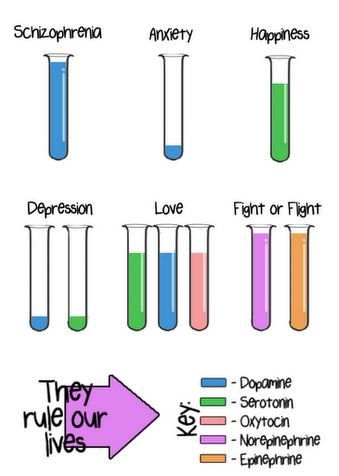 Schizophrenia
Anxiety
Happiness
Depression
Love
Fight or Flight
They
rule our
lives
Key:
- Dopamine
- Serotonin
- Oxytocin
- Norepinephrine
- Epinephrine